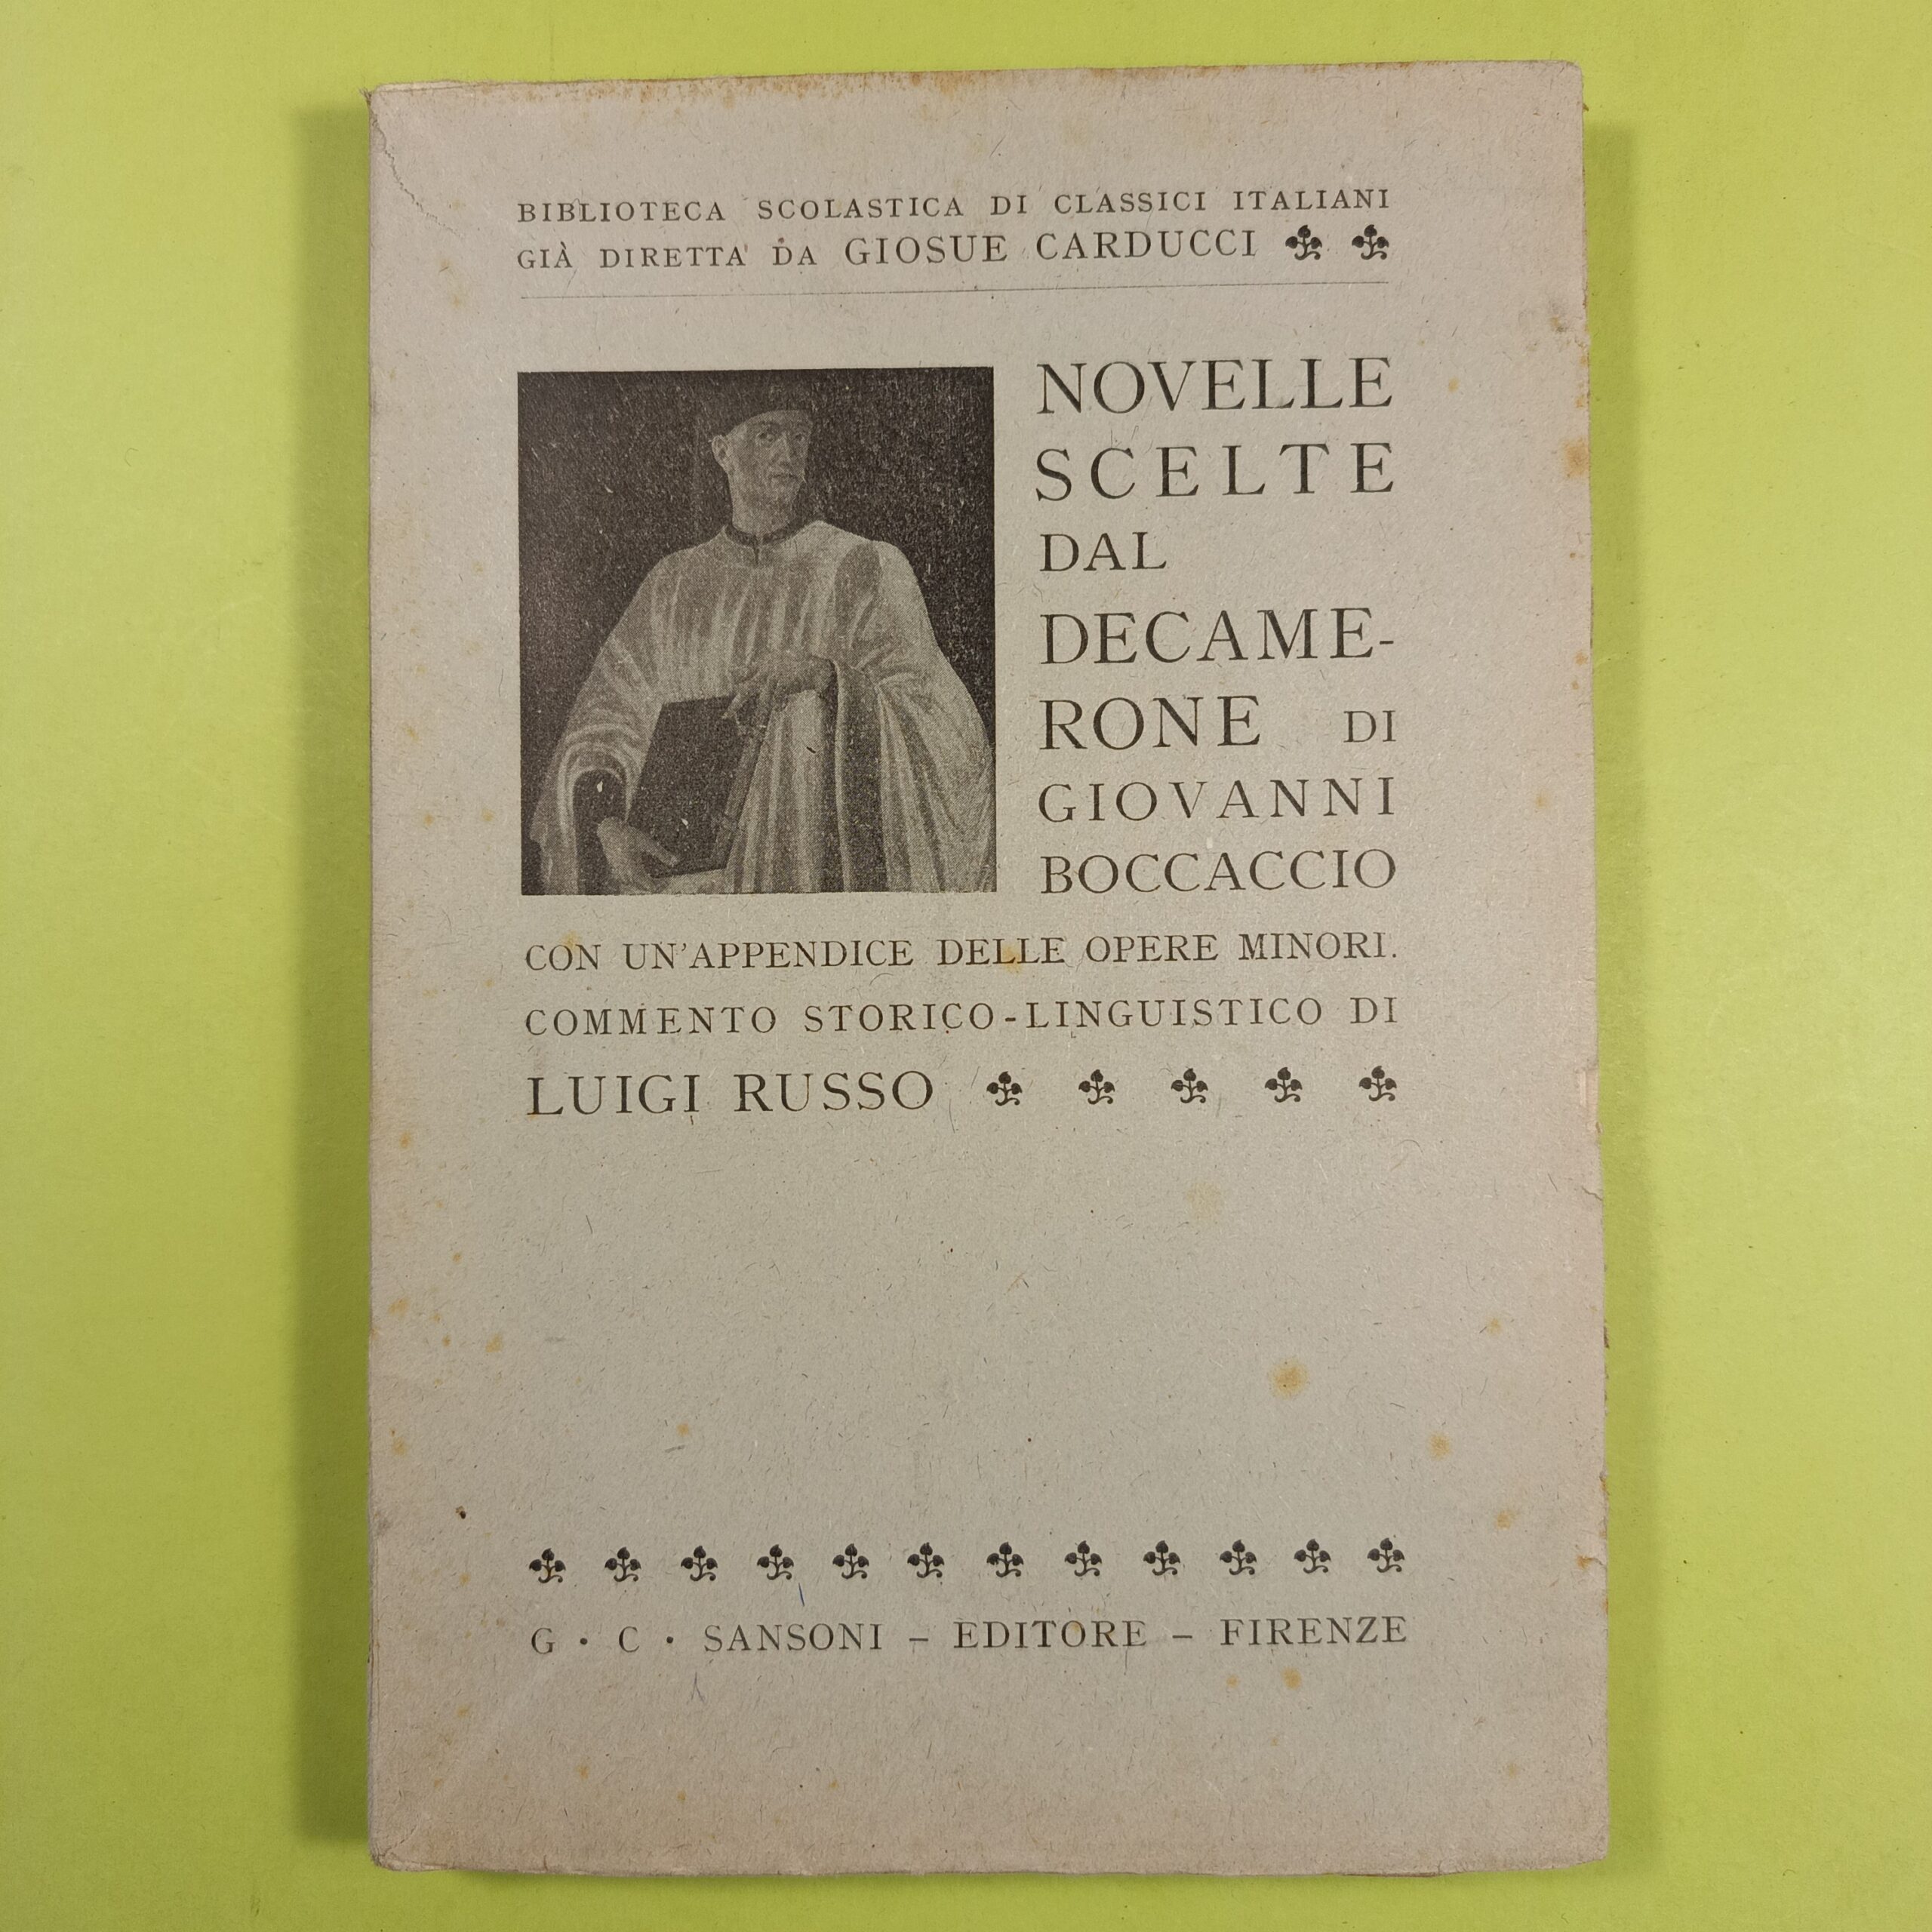 BIBLIOTECA SCOLASTICA DI CLASSICI ITALIANI
GIÀ DIRETTA DA GIOSUE CARDUCCI
NOVELLE
SCELTE
DAL
DECAME-
RONE DI
GIOVANNI
BOCCACCIO
CON UN'APPENDICE DELLE OPERE MINORI.
COMMENTO STORICO-LINGUISTICO DI
LUIGI RUSSO
G • C • SANSONI – EDITORE – FIRENZE